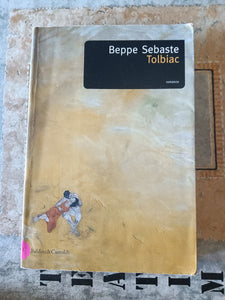 Beppe Sebaste
Tolbiac
romanzo
Baldini & Castoldi